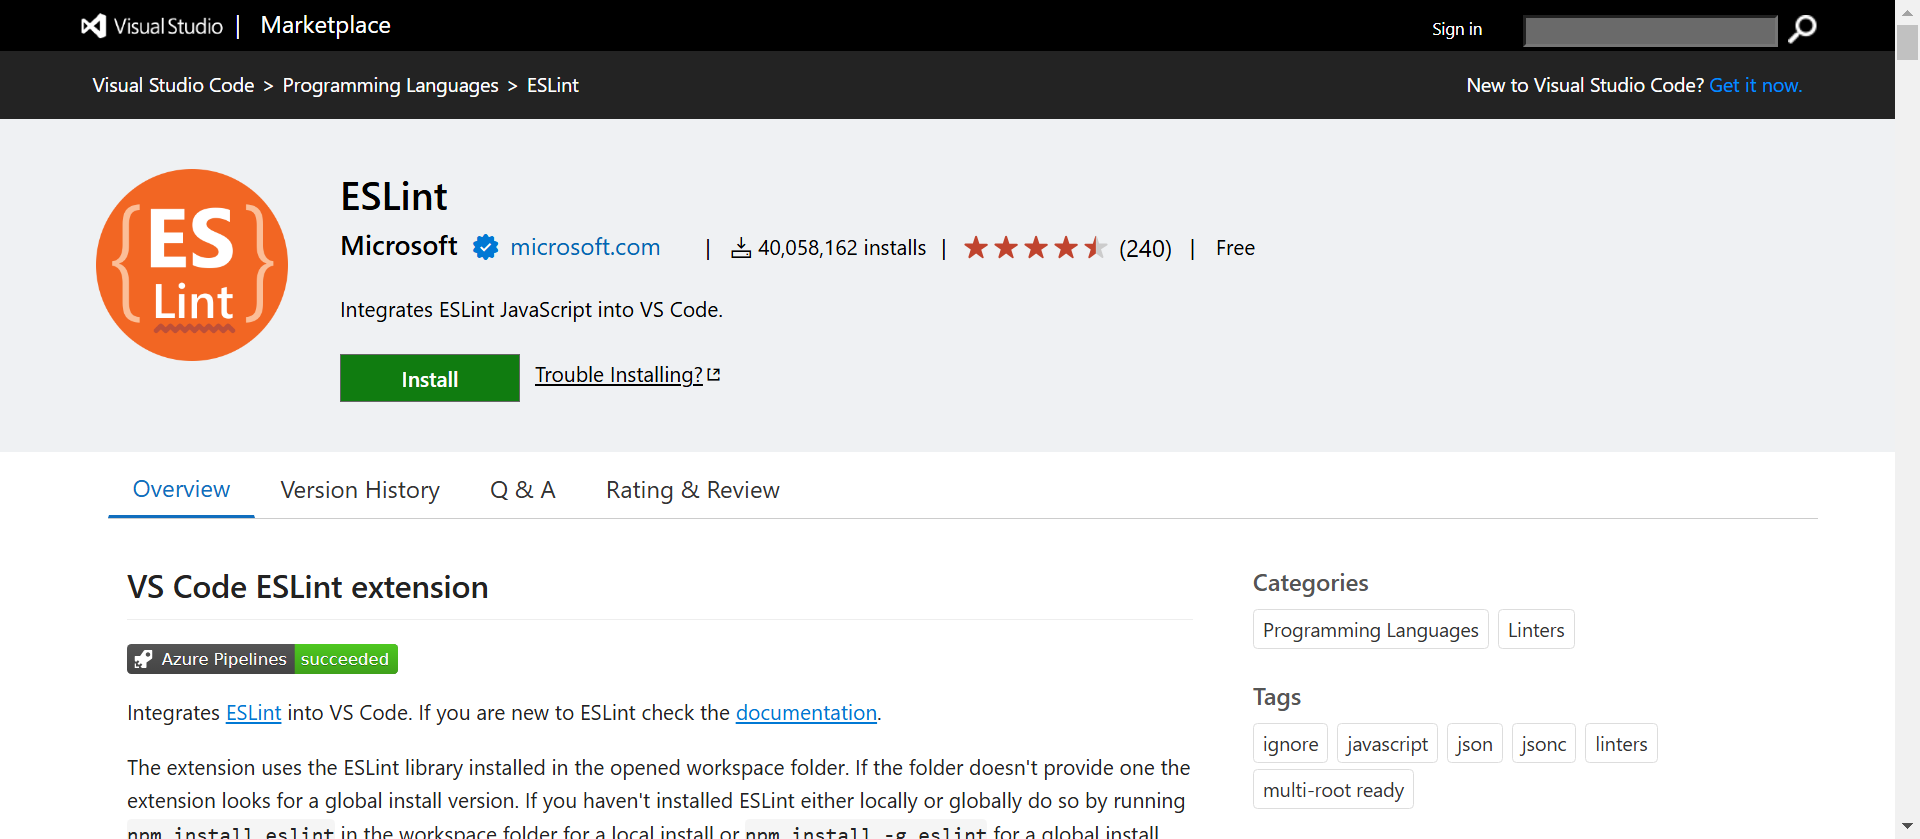 Visual Studio | Marketplace
Sign in
Visual Studio Code > Programming Languages > ESLint
New to Visual Studio Code? Get it now.
{ES}
Lint
ESLint
Microsoft microsoft.com | 40,058,162 installs | (240) | Free
Integrates ESLint JavaScript into VS Code.
Install Trouble Installing?
Overview Version History Q & A Rating & Review
VS Code ESLint extension
Azure Pipelines succeeded
Integrates ESLint into VS Code. If you are new to ESLint check the documentation.
The extension uses the ESLint library installed in the opened workspace folder. If the folder doesn't provide one the
extension looks for a global install version. If you haven't installed ESLint either locally or globally do so by running
npm install eslint in the workspace folder for a local install or npm install -g eslint for a global install.
Categories
Programming Languages Linters
Tags
ignore javascript json jsonc linters
multi-root ready